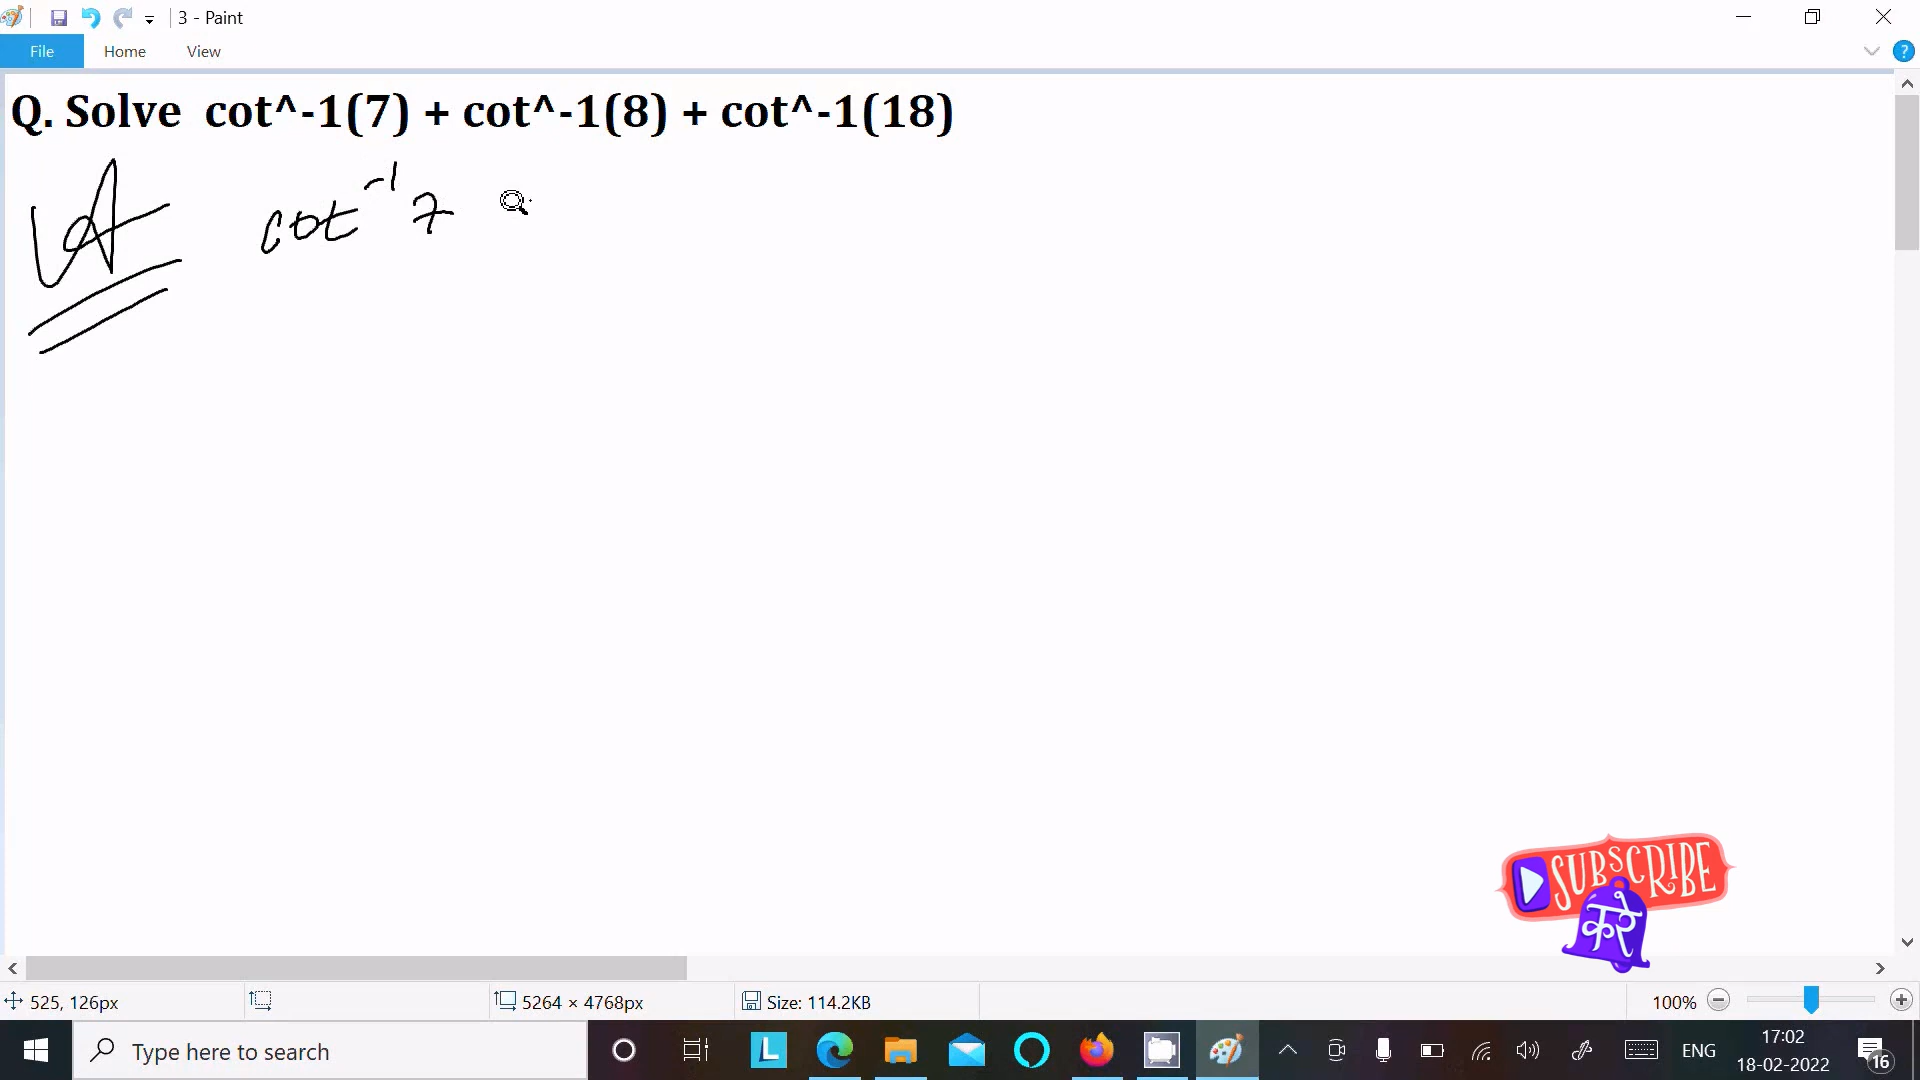 3 - Paint
File Home View
Q. Solve cot^-1(7) + cot^-1(8) + cot^-1(18)
A cot⁻¹ 7
SUBSCRIBE
करे
525, 126px 5264 × 4768px Size: 114.2KB 100%
Type here to search L ENG 17:02
18-02-2022 16